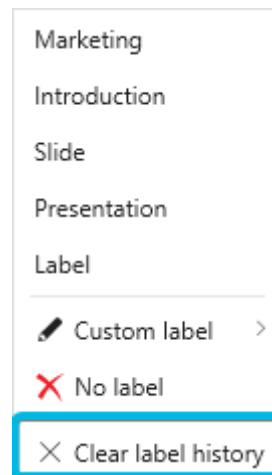 Marketing
Introduction
Slide
Presentation
Label
Custom label
No label
Clear label history